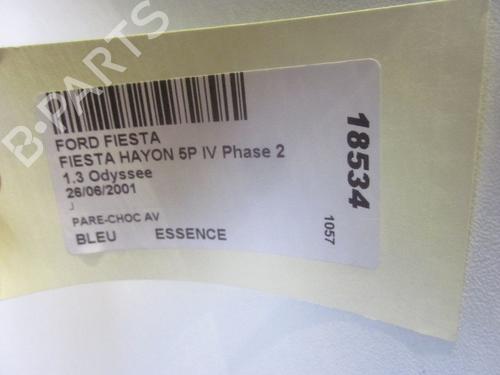 FORD FIESTA
FIESTA HAYON 5P IV Phase 2
1.3 Odyssee
26/06/2001
J
PARE-CHOC AV
BLEU ESSENCE
18534
1057
B-PARTS